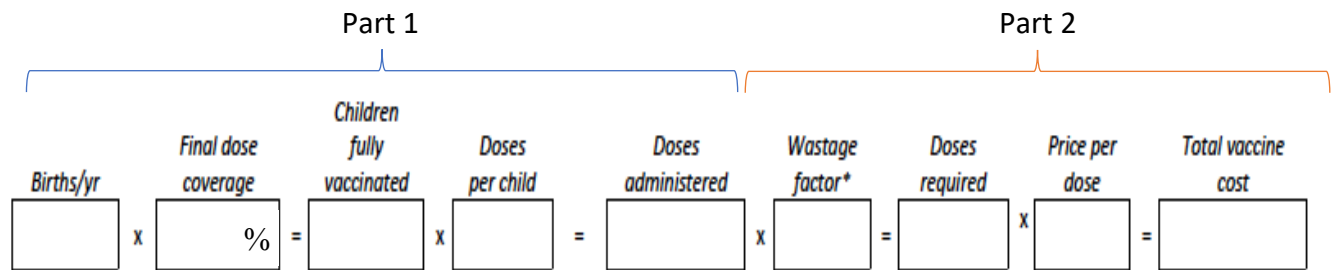 Part 1
Part 2
Births/yr
Final dose
coverage
Children
fully
vaccinated
Doses
per child
Doses
administered
Wastage
factor*
Doses
required
Price per
dose
Total vaccine
cost
x % = x = x = x =